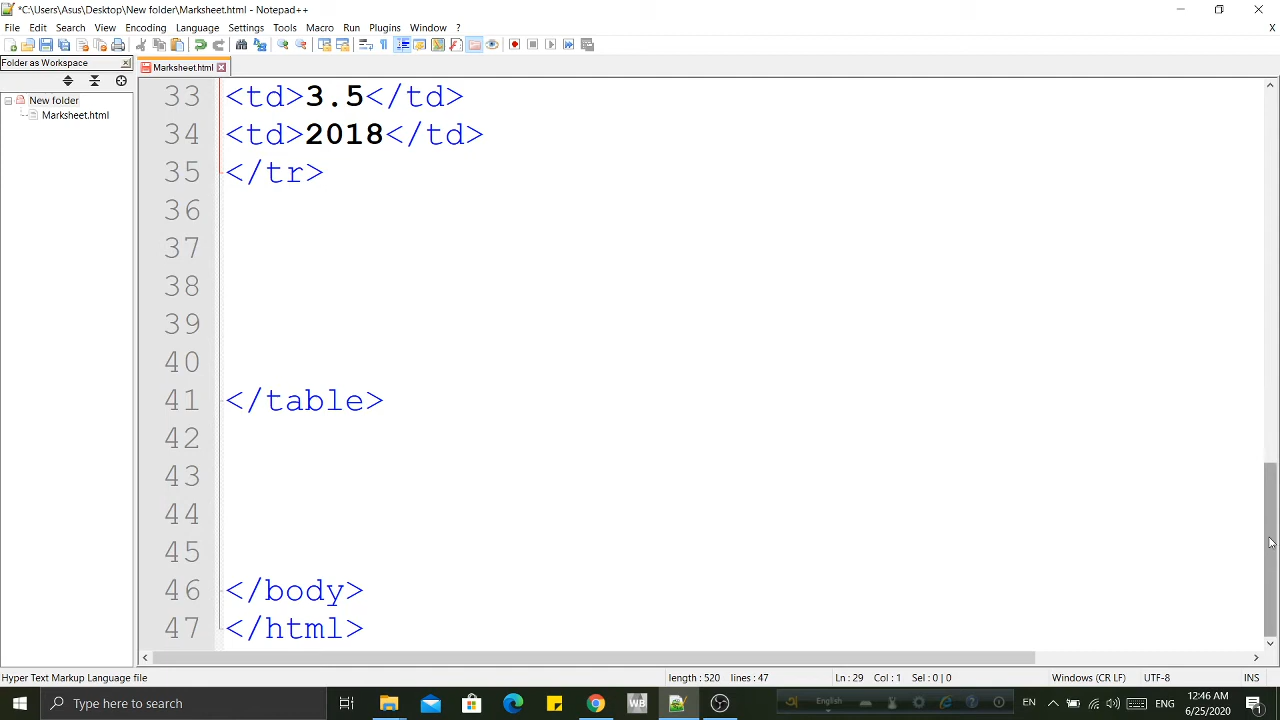 *C:\Users\Asus\Desktop\New folder\Marksheet.html - Notepad++
File Edit Search View Encoding Language Settings Tools Macro Run Plugins Window ?
X
Folder as Workspace
Marksheet.html
New folder
Marksheet.html
33 <td>3.5</td>
34 <td>2018</td>
35 </tr>
36
37
38
39
40
41 </table>
42
43
44
45
46 </body>
47 </html>
Hyper Text Markup Language file length : 520 lines : 47 Ln : 29 Col : 1 Sel : 0 | 0 Windows (CR LF) UTF-8 INS
Type here to search
WB
English
EN
ENG
12:46 AM
6/25/2020
1